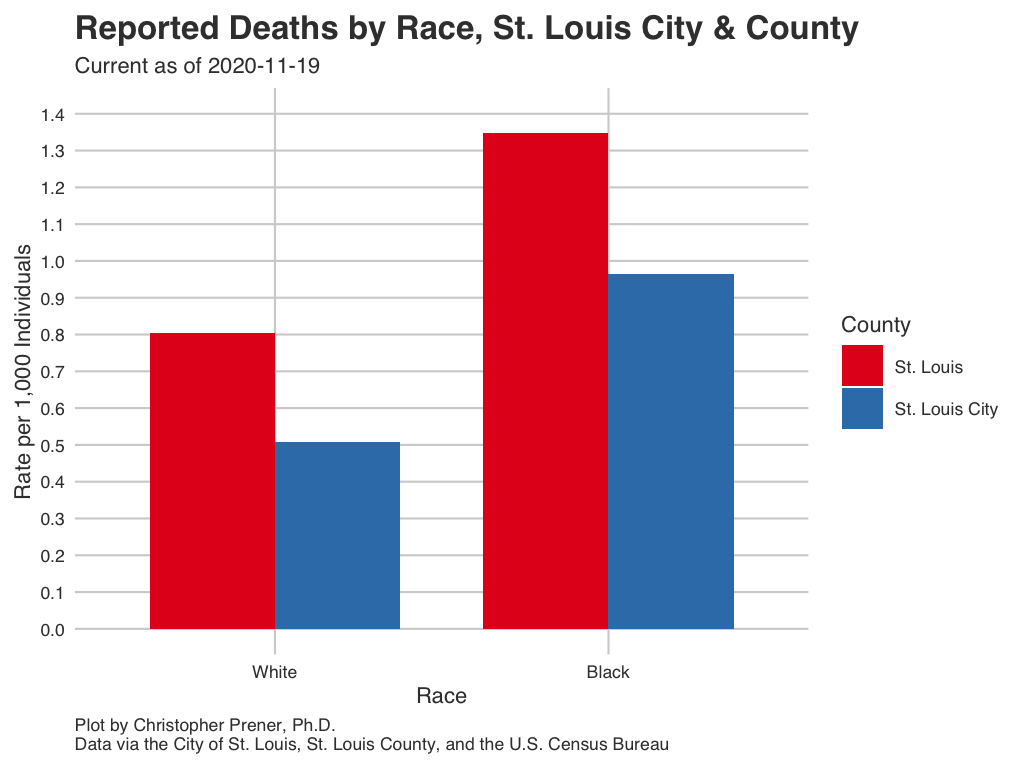 Reported Deaths by Race, St. Louis City & County
Current as of 2020-11-19
Rate per 1,000 Individuals
1.4
1.3
1.2
1.1
1.0
0.9
0.8
0.7
0.6
0.5
0.4
0.3
0.2
0.1
0.0
White
Black
Race
County
St. Louis
St. Louis City
Plot by Christopher Prener, Ph.D.
Data via the City of St. Louis, St. Louis County, and the U.S. Census Bureau